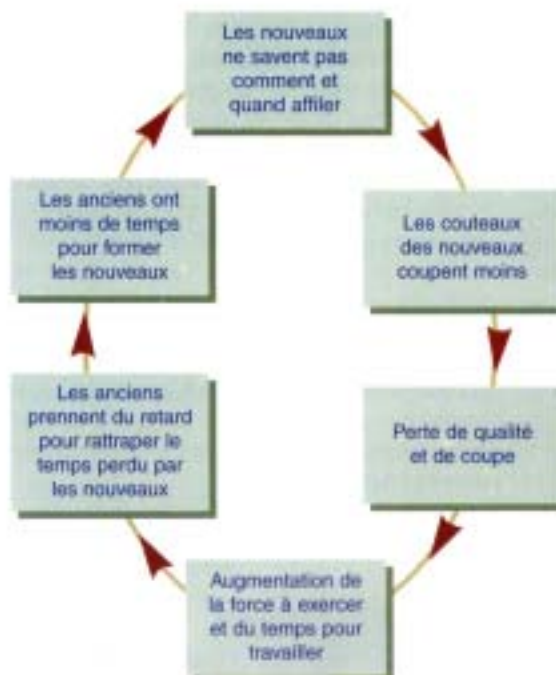 Les nouveaux
ne savent pas
comment et
quand affiler
Les couteaux
des nouveaux
coupent moins
Perte de qualité
et de coupe
Augmentation de
la force à exercer
et du temps pour
travailler
Les anciens
prennent du retard
pour rattraper le
temps perdu par
les nouveaux
Les anciens ont
moins de temps
pour former
les nouveaux